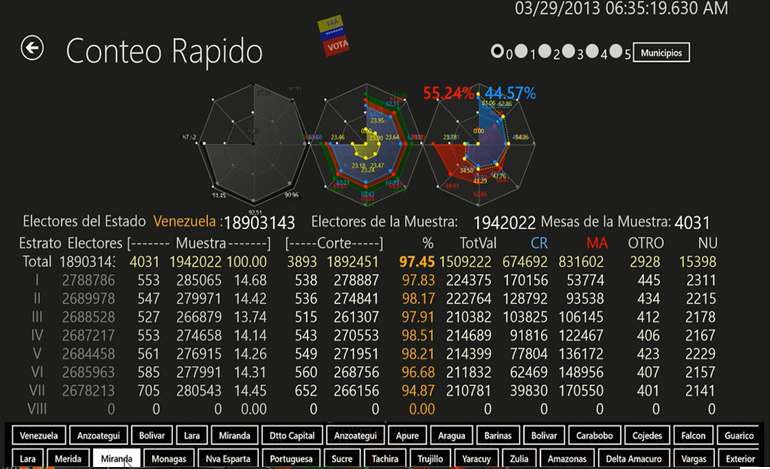 03/29/2013 06:35:19.630 AM
Conteo Rapido
14A
VOTA
0 1 2 3 4 5 Municipios
55.24% 44.57%
Electores del Estado Venezuela :18903143 Electores de la Muestra: 1942022 Mesas de la Muestra: 4031
Estrato Electores [------- Muestra-------] [-----Corte-----] % TotVal CR MA OTRO NU
Total 18903143 4031 1942022 100.00 3893 1892451 97.45 1509222 674692 831602 2928 15398
I 2788786 553 285065 14.68 538 278887 97.83 224375 170156 53774 445 2311
II 2689978 547 279971 14.42 536 274841 98.17 222764 128792 93538 434 2215
III 2688528 527 266879 13.74 515 261307 97.91 210382 103825 106145 412 2178
IV 2687217 553 274658 14.14 543 270553 98.51 214689 91816 122467 406 2167
V 2684458 561 276915 14.26 549 271951 98.21 214399 77804 136172 423 2229
VI 2685963 585 277991 14.31 560 268756 96.68 211832 62469 148956 407 2157
VII 2678213 705 280543 14.45 652 266156 94.87 210781 39830 170550 401 2141
VIII 0 0 0 0.00 0 0 0.00 0 0 0 0 0
Venezuela Anzoategui Bolivar Lara Miranda Dtto Capital Anzoategui Apure Aragua Barinas Bolivar Carabobo Cojedes Falcon Guarico
Lara Merida Miranda Monagas Nva Esparta Portuguesa Sucre Tachira Trujillo Yaracuy Zulia Amazonas Delta Amacuro Vargas Exterior